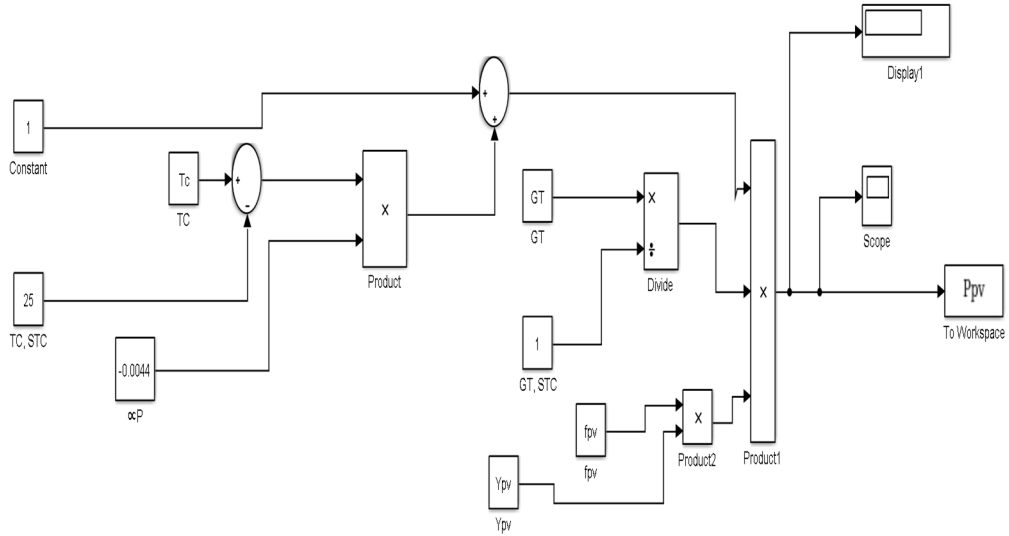 Display1
1
Constant
+
+
Tc
TC
+
-
×
Product
GT
GT
×
÷
Divide
Scope
25
TC, STC
-0.0044
∝P
1
GT, STC
×
Product1
Ppv
To Workspace
fpv
fpv
×
Product2
Ypv
Ypv